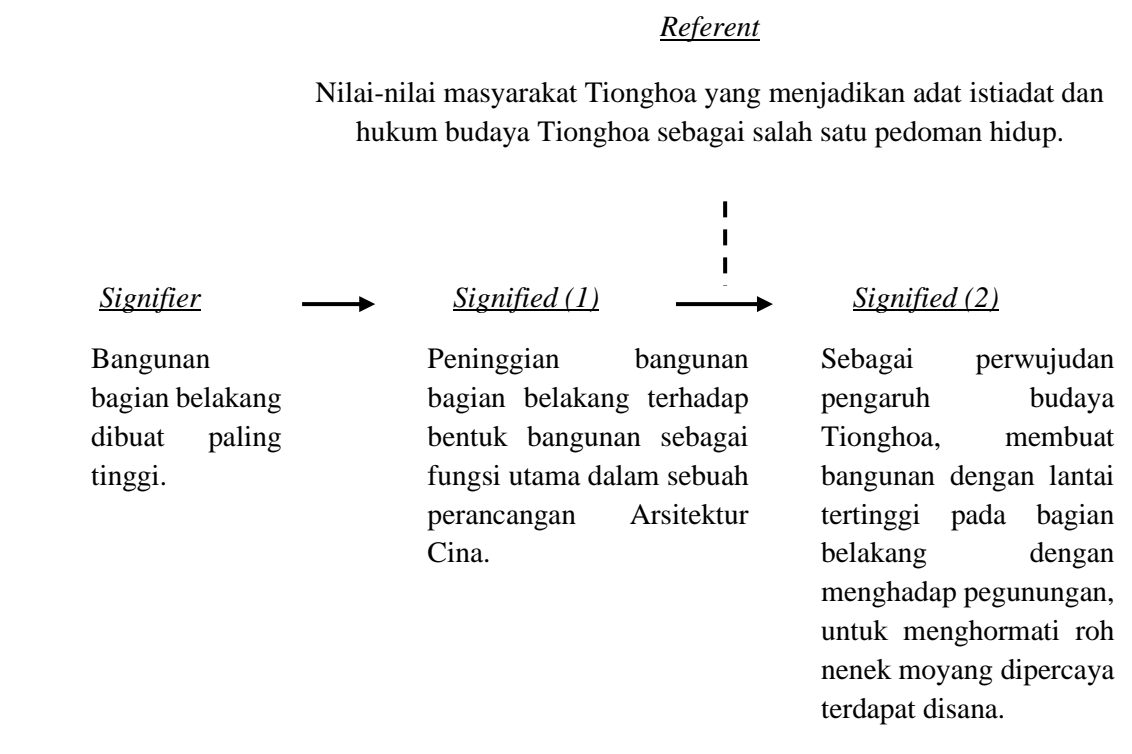 Referent
Nilai-nilai masyarakat Tionghoa yang menjadikan adat istiadat dan
hukum budaya Tionghoa sebagai salah satu pedoman hidup.
Signifier
Bangunan
bagian belakang
dibuat paling
tinggi.
Signified (1)
Peninggian bangunan
bagian belakang terhadap
bentuk bangunan sebagai
fungsi utama dalam sebuah
perancangan Arsitektur
Cina.
Signified (2)
Sebagai perwujudan
pengaruh budaya
Tionghoa, membuat
bangunan dengan lantai
tertinggi pada bagian
belakang dengan
menghadap pegunungan,
untuk menghormati roh
nenek moyang dipercaya
terdapat disana.